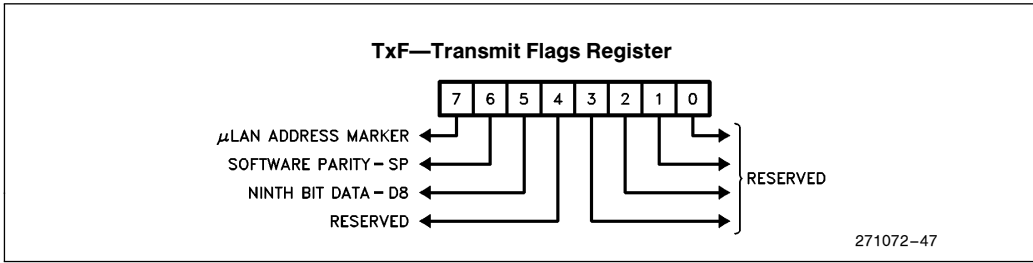 TxF—Transmit Flags Register
7 6 5 4 3 2 1 0
μLAN ADDRESS MARKER
SOFTWARE PARITY – SP
NINTH BIT DATA – D8
RESERVED
RESERVED
271072–47